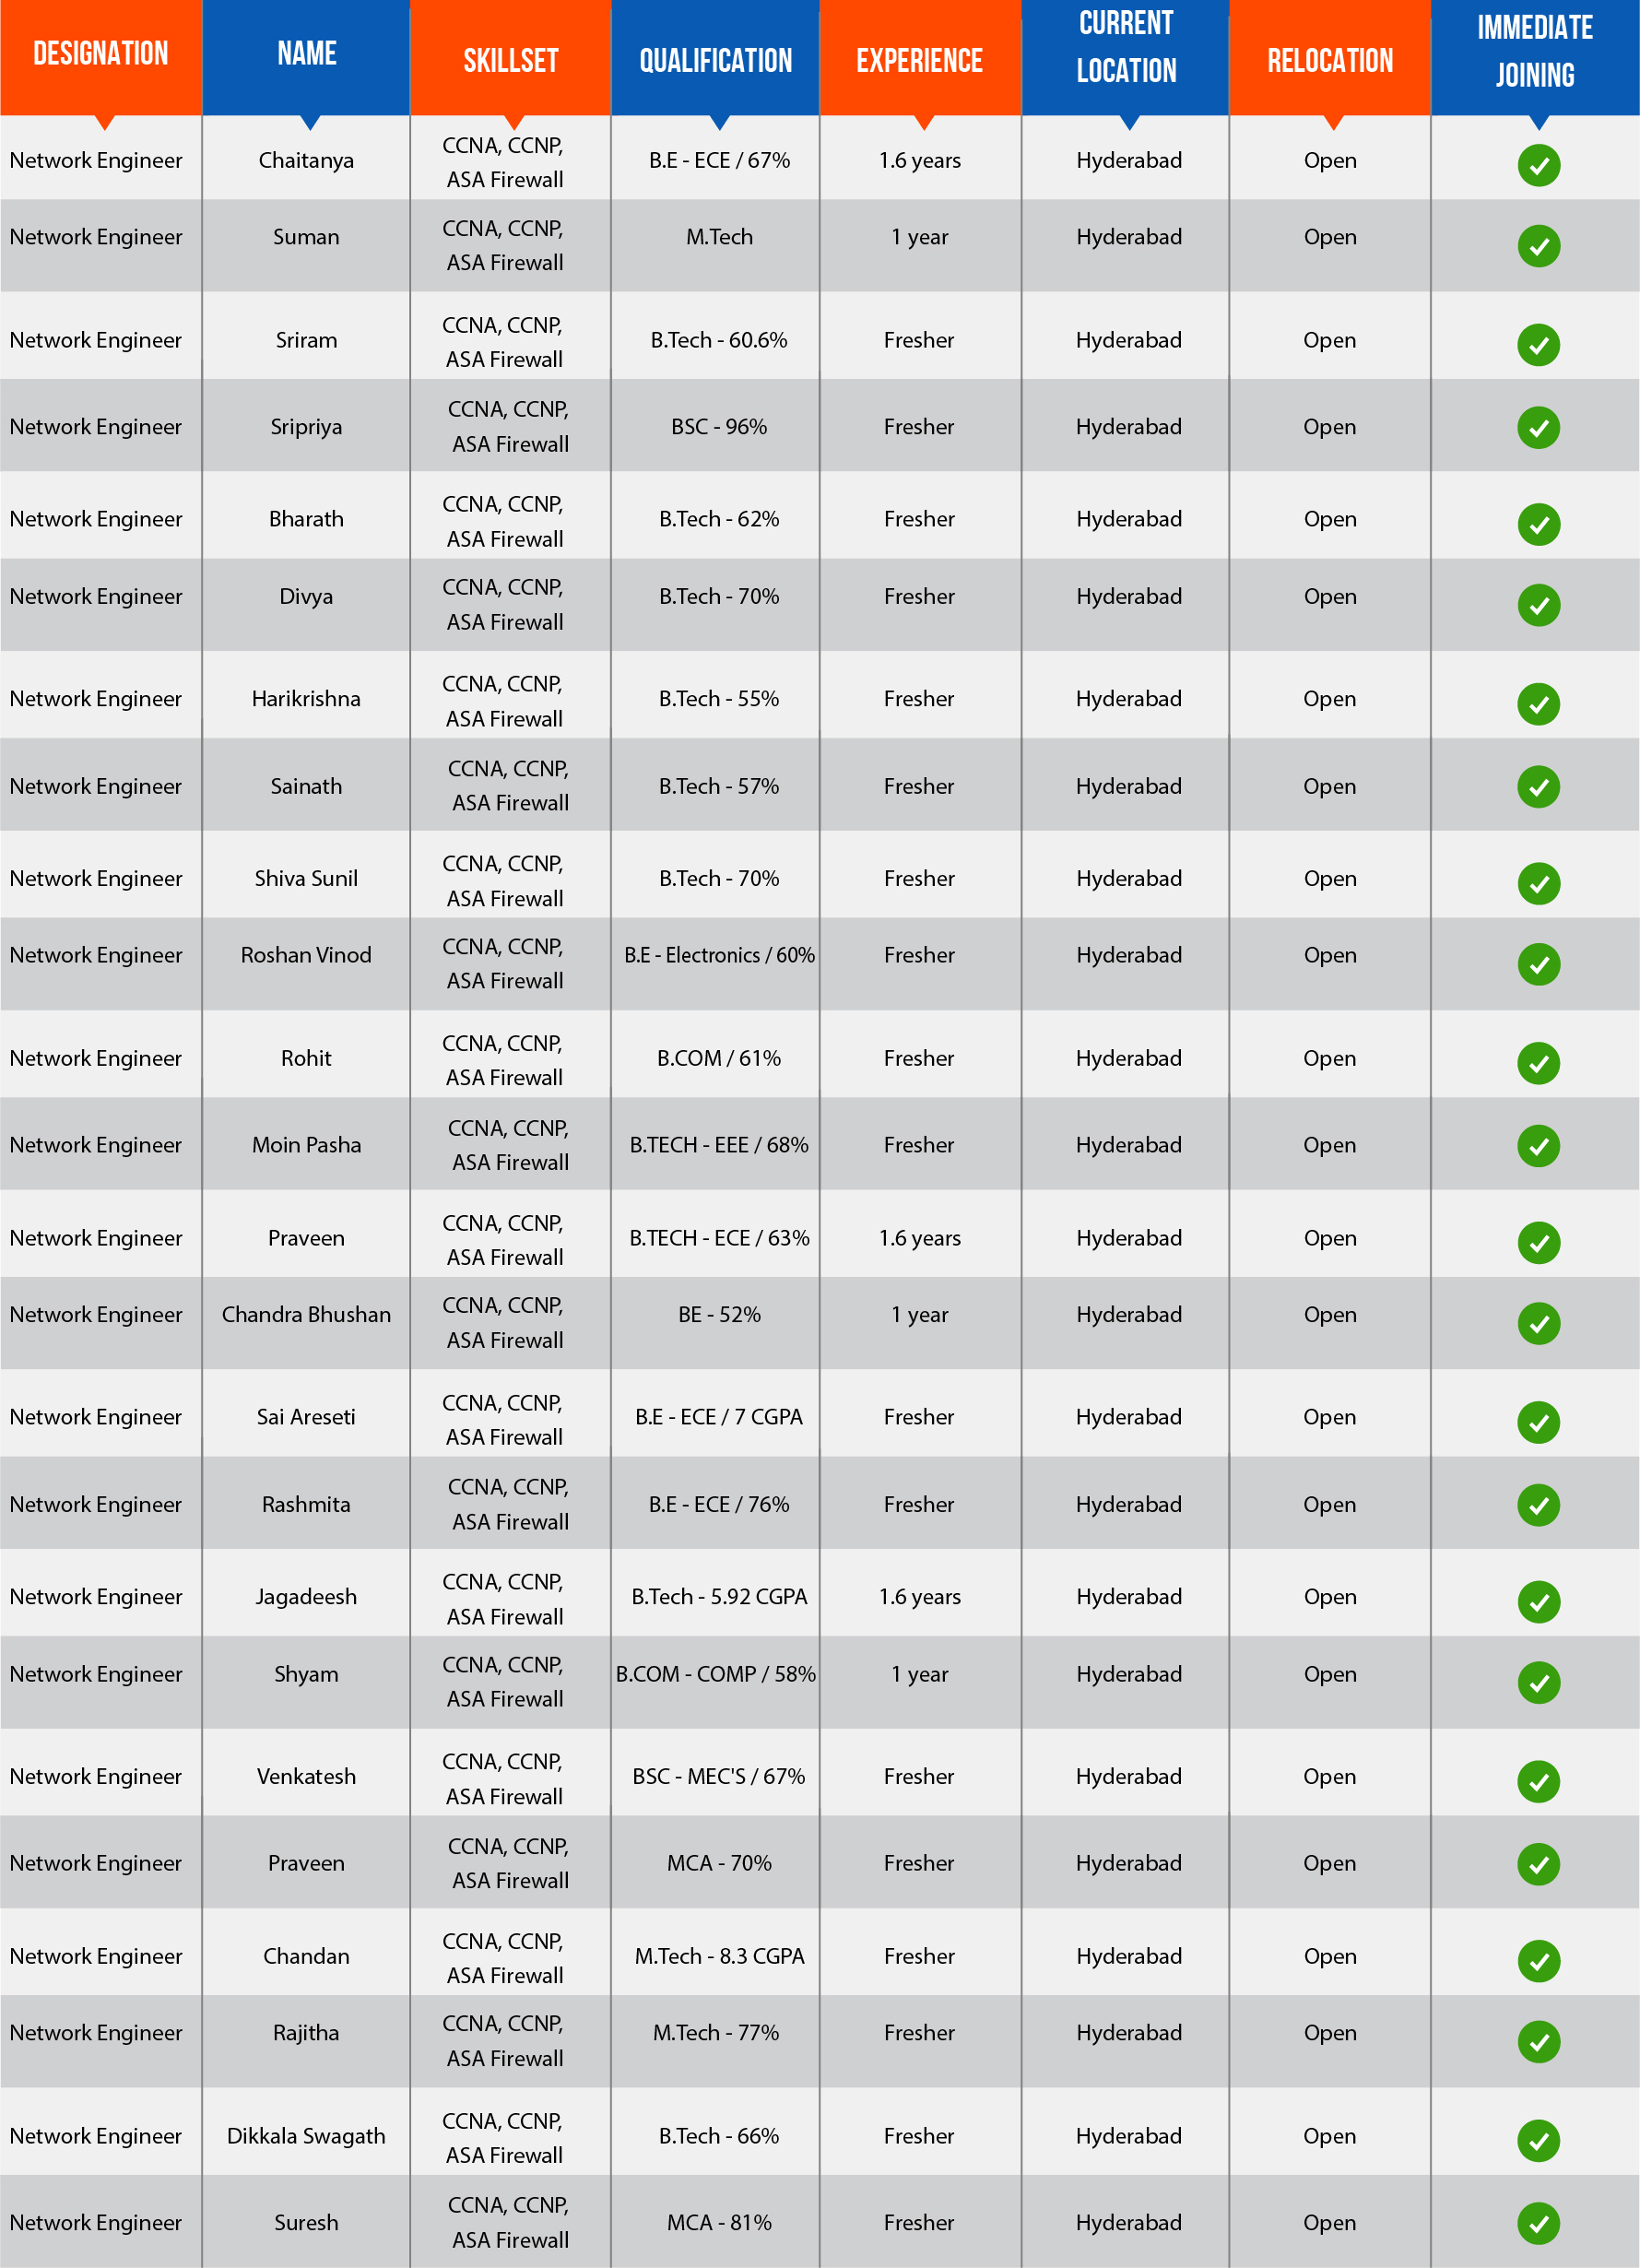 DESIGNATION NAME SKILLSET QUALIFICATION EXPERIENCE CURRENT LOCATION RELOCATION IMMEDIATE JOINING
Network Engineer Chaitanya CCNA, CCNP, ASA Firewall B.E - ECE / 67% 1.6 years Hyderabad Open
Network Engineer Suman CCNA, CCNP, ASA Firewall M.Tech 1 year Hyderabad Open
Network Engineer Sriram CCNA, CCNP, ASA Firewall B.Tech - 60.6% Fresher Hyderabad Open
Network Engineer Sripriya CCNA, CCNP, ASA Firewall BSC - 96% Fresher Hyderabad Open
Network Engineer Bharath CCNA, CCNP, ASA Firewall B.Tech - 62% Fresher Hyderabad Open
Network Engineer Divya CCNA, CCNP, ASA Firewall B.Tech - 70% Fresher Hyderabad Open
Network Engineer Harikrishna CCNA, CCNP, ASA Firewall B.Tech - 55% Fresher Hyderabad Open
Network Engineer Sainath CCNA, CCNP, ASA Firewall B.Tech - 57% Fresher Hyderabad Open
Network Engineer Shiva Sunil CCNA, CCNP, ASA Firewall B.Tech - 70% Fresher Hyderabad Open
Network Engineer Roshan Vinod CCNA, CCNP, ASA Firewall B.E - Electronics / 60% Fresher Hyderabad Open
Network Engineer Rohit CCNA, CCNP, ASA Firewall B.COM / 61% Fresher Hyderabad Open
Network Engineer Moin Pasha CCNA, CCNP, ASA Firewall B.TECH - EEE / 68% Fresher Hyderabad Open
Network Engineer Praveen CCNA, CCNP, ASA Firewall B.TECH - ECE / 63% 1.6 years Hyderabad Open
Network Engineer Chandra Bhushan CCNA, CCNP, ASA Firewall BE - 52% 1 year Hyderabad Open
Network Engineer Sai Areseti CCNA, CCNP, ASA Firewall B.E - ECE / 7 CGPA Fresher Hyderabad Open
Network Engineer Rashmita CCNA, CCNP, ASA Firewall B.E - ECE / 76% Fresher Hyderabad Open
Network Engineer Jagadeesh CCNA, CCNP, ASA Firewall B.Tech - 5.92 CGPA 1.6 years Hyderabad Open
Network Engineer Shyam CCNA, CCNP, ASA Firewall B.COM - COMP / 58% 1 year Hyderabad Open
Network Engineer Venkatesh CCNA, CCNP, ASA Firewall BSC - MEC'S / 67% Fresher Hyderabad Open
Network Engineer Praveen CCNA, CCNP, ASA Firewall MCA - 70% Fresher Hyderabad Open
Network Engineer Chandan CCNA, CCNP, ASA Firewall M.Tech - 8.3 CGPA Fresher Hyderabad Open
Network Engineer Rajitha CCNA, CCNP, ASA Firewall M.Tech - 77% Fresher Hyderabad Open
Network Engineer Dikkala Swagath CCNA, CCNP, ASA Firewall B.Tech - 66% Fresher Hyderabad Open
Network Engineer Suresh CCNA, CCNP, ASA Firewall MCA - 81% Fresher Hyderabad Open